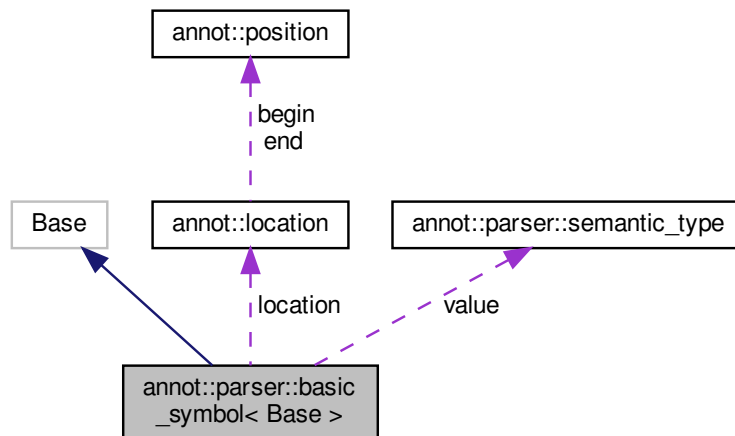 annot::position
begin
end
Base
annot::location
annot::parser::semantic_type
location
value
annot::parser::basic
_symbol< Base >